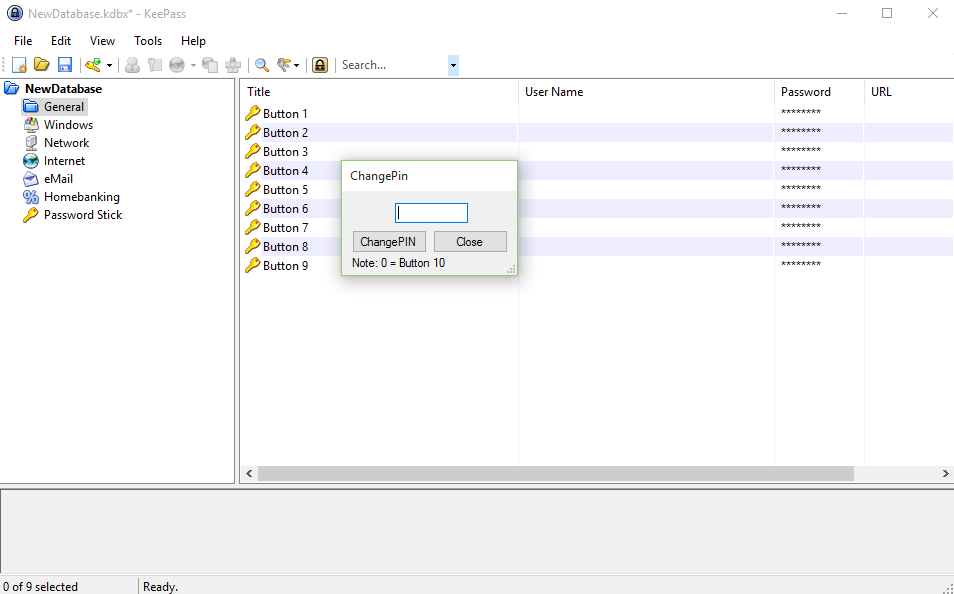 NewDatabase.kdbx* - KeePass
File Edit View Tools Help
Search...
NewDatabase
General
Windows
Network
Internet
eMail
Homebanking
Password Stick
Title User Name Password URL
Button 1 ********
Button 2 ********
Button 3 ********
Button 4 ********
Button 5 ********
Button 6 ********
Button 7 ********
Button 8 ********
Button 9 ********
ChangePin
ChangePIN Close
Note: 0 = Button 10
0 of 9 selected Ready.